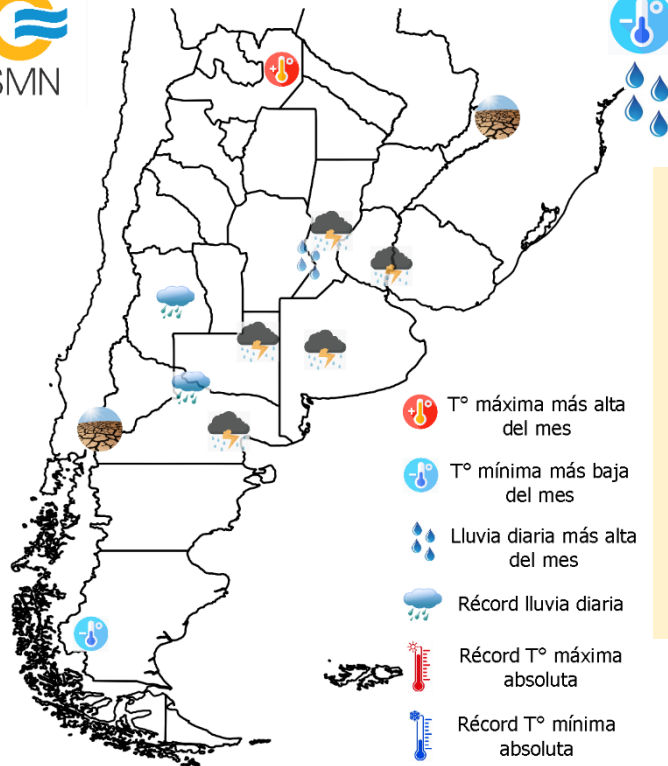 SMN
T° máxima más alta
del mes
T° mínima más baja
del mes
Lluvia diaria más alta
del mes
Récord lluvia diaria
Récord T° máxima
absoluta
Récord T° mínima
absoluta